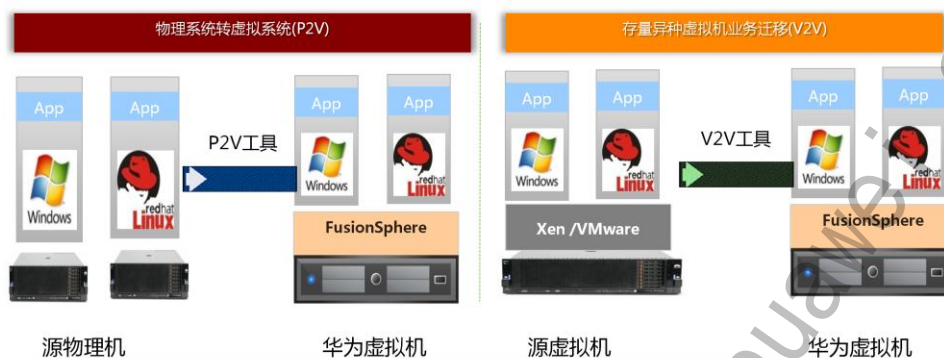 物理系统转虚拟系统(P2V)
App
App
Windows
redhat
Linux
P2V工具
App
App
Windows
redhat
Linux
FusionSphere
源物理机
华为虚拟机
存量异种虚拟机业务迁移(V2V)
App
App
Windows
redhat
Linux
Xen /VMware
V2V工具
App
App
Windows
redhat
Linux
FusionSphere
源虚拟机
华为虚拟机
huawei.